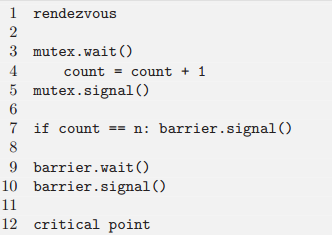 1 rendezvous
2
3 mutex.wait()
4     count = count + 1
5 mutex.signal()
6
7 if count == n: barrier.signal()
8
9 barrier.wait()
10 barrier.signal()
11
12 critical point